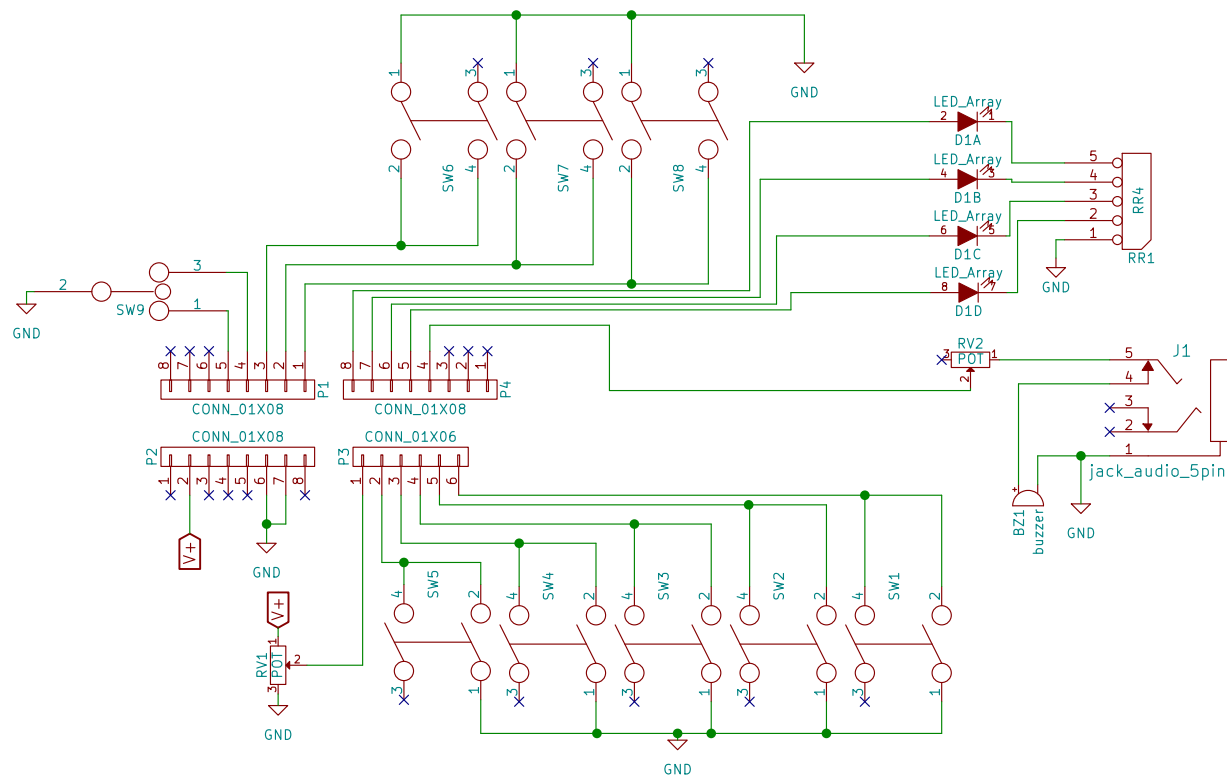 1
3
1
3
1
3
GND
2
4
SW6
2
4
SW7
2
4
SW8
LED_Array
2
1
D1A
LED_Array
4
3
D1B
LED_Array
6
5
D1C
LED_Array
8
7
D1D
5
4
3
2
1
RR4
RR1
GND
2
3
1
SW9
GND
8
7
6
5
4
3
2
1
P1
CONN_01X08
8
7
6
5
4
3
2
1
P4
CONN_01X08
RV2
3
POT
1
2
J1
5
4
3
2
1
jack_audio_5pin
CONN_01X08
P2
1
2
3
4
5
6
7
8
CONN_01X06
P3
1
2
3
4
5
6
V+
GND
+
BZ1
buzzer
GND
V+
1
RV1
POT
2
3
GND
4
SW5
2
4
SW4
2
4
SW3
2
4
SW2
2
4
SW1
2
3
1
3
1
3
1
3
1
3
1
GND